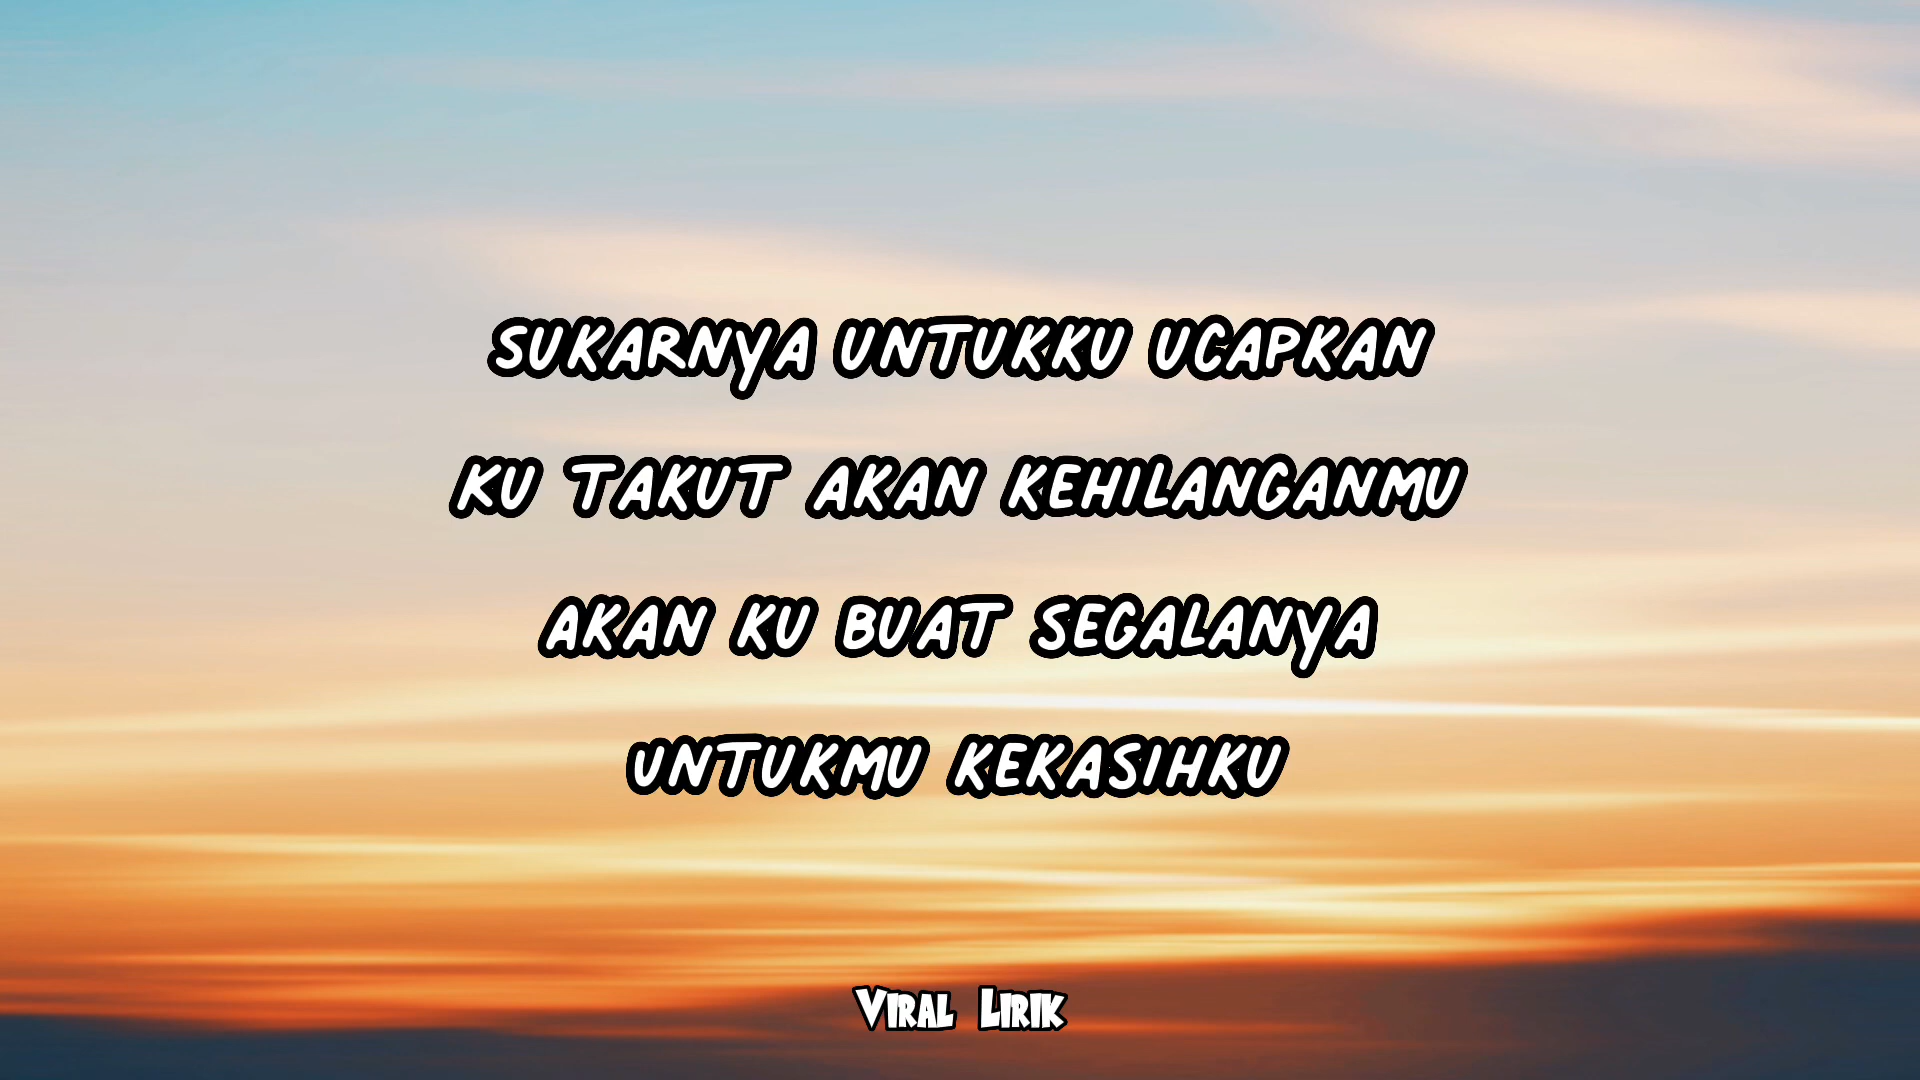 SUKARNYA UNTUKKU UCAPKAN
KU TAKUT AKAN KEHILANGANMU
AKAN KU BUAT SEGALANYA
UNTUKMU KEKASIHKU
VIRAL LIRIK